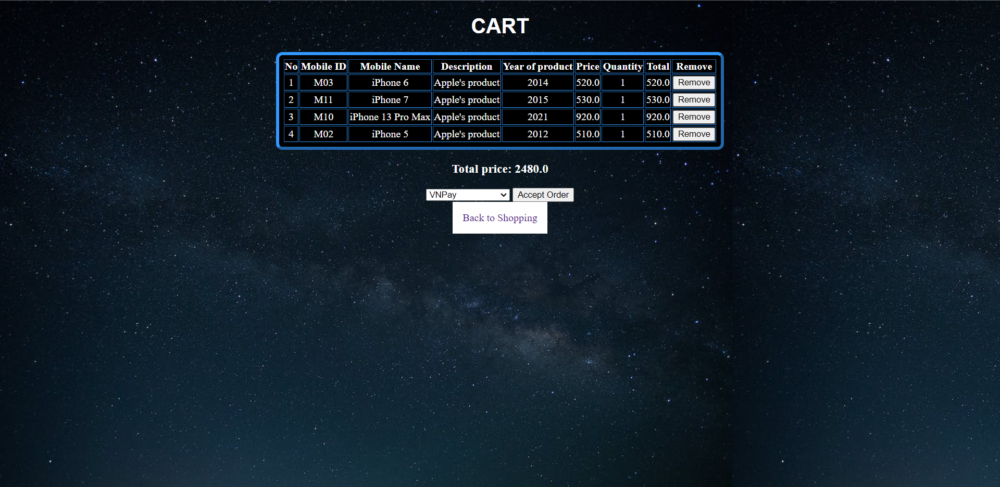 CART
No Mobile ID Mobile Name Description Year of product Price Quantity Total Remove
1 M03 iPhone 6 Apple's product 2014 520.0 1 520.0 Remove
2 M11 iPhone 7 Apple's product 2015 530.0 1 530.0 Remove
3 M10 iPhone 13 Pro Max Apple's product 2021 920.0 1 920.0 Remove
4 M02 iPhone 5 Apple's product 2012 510.0 1 510.0 Remove
Total price: 2480.0
VNPay Accept Order
Back to Shopping